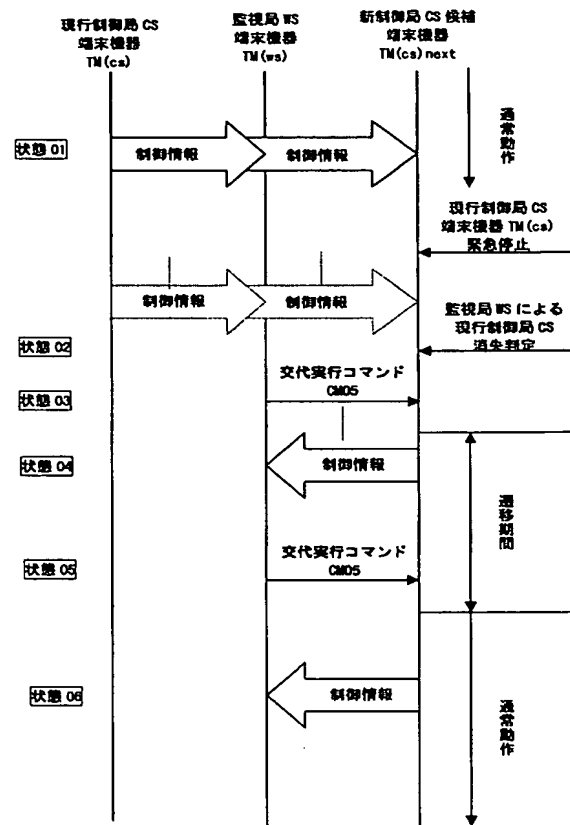 現行制御局 CS
端末機器
TM(cs)
監視局 WS
端末機器
TM(ws)
新制御局 CS 候補
端末機器
TM(cs)next
通常動作
状態 01
制御情報
制御情報
現行制御局 CS
端末機器 TM(cs)
緊急停止
制御情報
制御情報
監視局 WS による
現行制御局 CS
消失判定
状態 02
交代実行コマンド
CM05
状態 03
状態 04
制御情報
遷移期間
交代実行コマンド
CM05
状態 05
状態 06
制御情報
通常動作